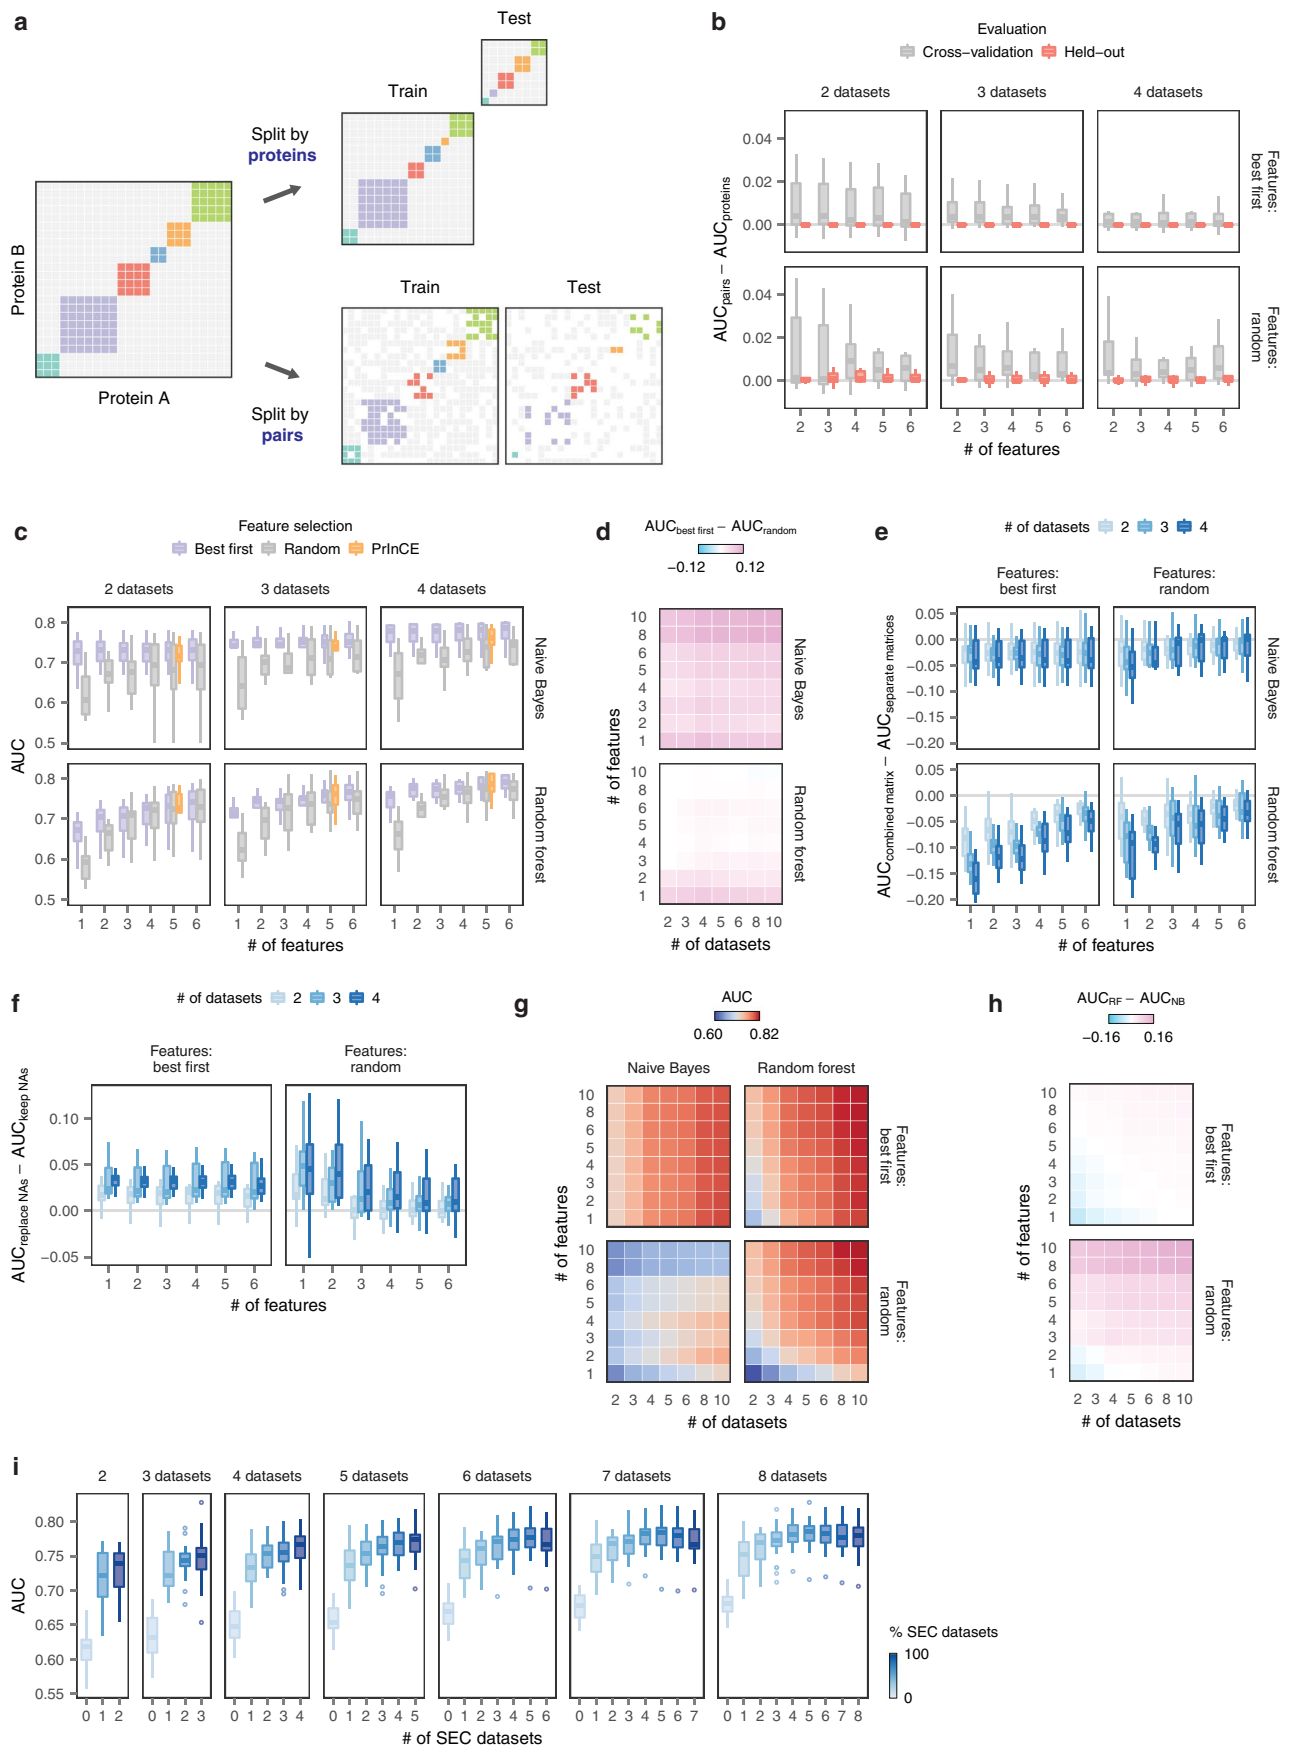 a
Test
Train
Split by
proteins
Protein B
Protein A
Split by
pairs
Train
Test
b
Evaluation
Cross−validation
Held−out
2 datasets
3 datasets
4 datasets
AUCpairs − AUCproteins
0.04
0.02
0.00
Features:
best first
0.04
0.02
0.00
Features:
random
2 3 4 5 6
2 3 4 5 6
2 3 4 5 6
# of features
c
Feature selection
Best first
Random
PrInCE
2 datasets
3 datasets
4 datasets
AUC
0.8
0.7
0.6
0.5
Naive Bayes
0.8
0.7
0.6
0.5
Random forest
1 2 3 4 5 6
1 2 3 4 5 6
1 2 3 4 5 6
# of features
d
AUCbest first − AUCrandom
−0.12 0.12
# of features
10
8
6
5
4
3
2
1
Naive Bayes
10
8
6
5
4
3
2
1
Random forest
2 3 4 5 6 8 10
# of datasets
e
# of datasets 2 3 4
Features:
best first
Features:
random
AUCcombined matrix − AUCseparate matrices
0.05
0.00
−0.05
−0.10
−0.15
−0.20
Naive Bayes
0.05
0.00
−0.05
−0.10
−0.15
−0.20
Random forest
1 2 3 4 5 6
1 2 3 4 5 6
# of features
f
# of datasets 2 3 4
Features:
best first
Features:
random
AUCreplace NAs − AUCkeep NAs
0.10
0.05
0.00
−0.05
1 2 3 4 5 6
1 2 3 4 5 6
# of features
g
AUC
0.60 0.82
Naive Bayes
Random forest
# of features
10
8
6
5
4
3
2
1
Features:
best first
10
8
6
5
4
3
2
1
Features:
random
2 3 4 5 6 8 10
2 3 4 5 6 8 10
# of datasets
h
AUCRF − AUCNB
−0.16 0.16
# of features
10
8
6
5
4
3
2
1
Features:
best first
10
8
6
5
4
3
2
1
Features:
random
2 3 4 5 6 8 10
# of datasets
i
2
3 datasets
4 datasets
5 datasets
6 datasets
7 datasets
8 datasets
AUC
0.80
0.75
0.70
0.65
0.60
0.55
0 1 2
0 1 2 3
0 1 2 3 4
0 1 2 3 4 5
0 1 2 3 4 5 6
0 1 2 3 4 5 6 7
0 1 2 3 4 5 6 7 8
# of SEC datasets
% SEC datasets
100
0